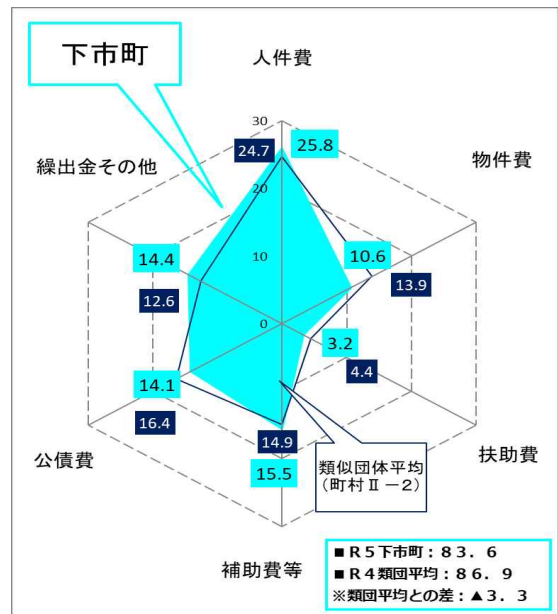 下市町
人件費
30
24.7
25.8
繰出金その他
物件費
20
14.4
10
10.6
12.6
13.9
0
3.2
4.4
14.1
16.4
14.9
15.5
類似団体平均
(町村Ⅱ－2)
公債費
扶助費
補助費等
■R5下市町:83.6
■R4類団平均:86.9
※類団平均との差:▲3.3